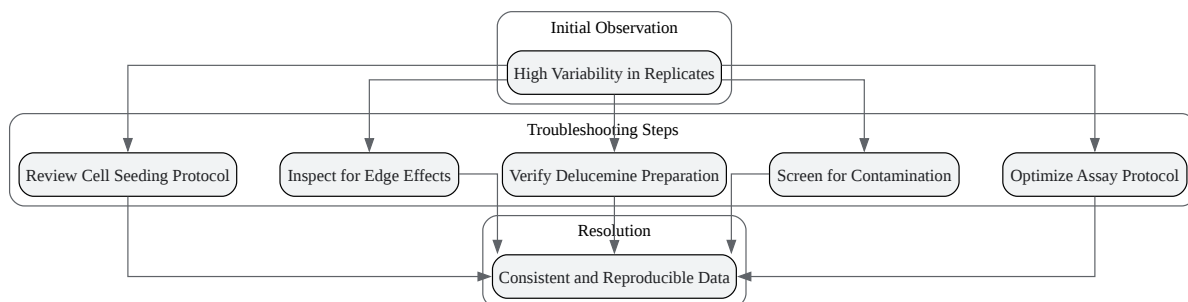 Initial Observation
High Variability in Replicates
Troubleshooting Steps
Review Cell Seeding Protocol
Inspect for Edge Effects
Verify Delucemine Preparation
Screen for Contamination
Optimize Assay Protocol
Resolution
Consistent and Reproducible Data